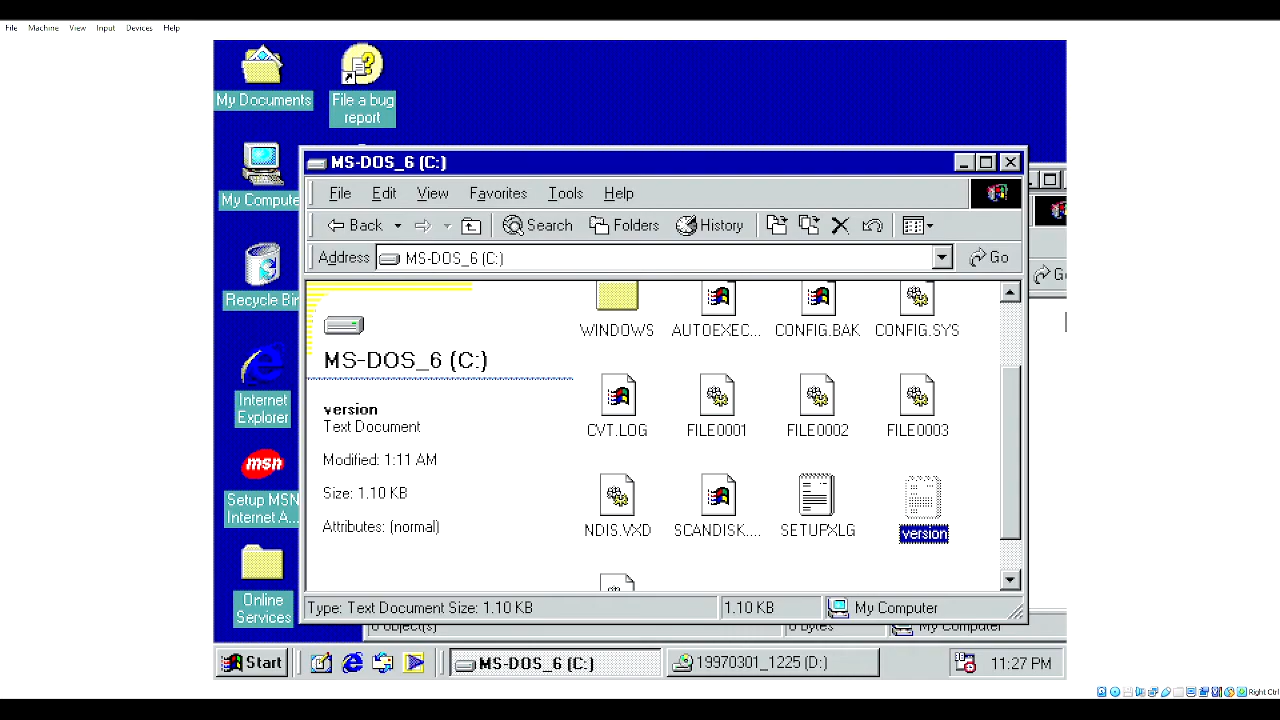 File Machine View Input Devices Help
My Documents
File a bug
report
My Compute
Recycle Bin
Internet
Explorer
msn
Setup MSN
Internet A...
Online
Services
MS-DOS_6 (C:)
File Edit View Favorites Tools Help
Back Search Folders History
Address MS-DOS_6 (C:) Go
MS-DOS_6 (C:)
version
Text Document
Modified: 1:11 AM
Size: 1.10 KB
Attributes: (normal)
WINDOWS AUTOEXEC... CONFIG.BAK CONFIG.SYS
CVT.LOG FILE0001 FILE0002 FILE0003
NDIS.VXD SCANDISK.... SETUPXLG version
Type: Text Document Size: 1.10 KB 1.10 KB My Computer
0 object(s) 0 bytes My Computer
Start MS-DOS_6 (C:) 19970301_1225 (D:) 11:27 PM
Right Ctrl